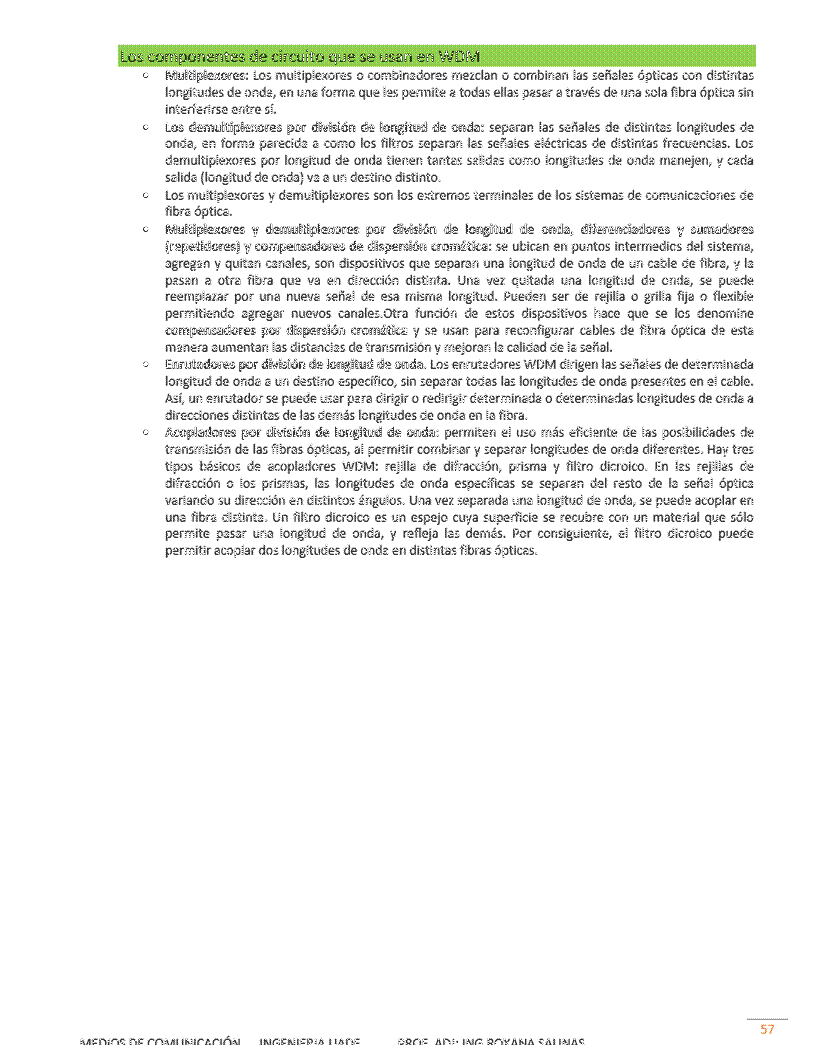 Los componentes de circuito que se usan en WDM
○ Multiplexores: Los multiplexores o combinadores mezclan o combinan las señales ópticas con distintas
longitudes de onda, en una forma que les permite a todas ellas pasar a través de una sola fibra óptica sin
interferirse entre sí.
○ Los demultiplexores por división de longitud de onda: separan las señales de distintas longitudes de
onda, en forma parecida a como los filtros separan las señales eléctricas de distintas frecuencias. Los
demultiplexores por longitud de onda tienen tantas salidas como longitudes de onda manejen, y cada
salida (longitud de onda) va a un destino distinto.
○ Los multiplexores y demultiplexores son los extremos terminales de los sistemas de comunicaciones de
fibra óptica.
○ Multiplexores y demultiplexores por división de longitud de onda, diferenciadores y sumadores
(repetidores) y compensadores de dispersión cromática: se ubican en puntos intermedios del sistema,
agregan y quitan canales, son dispositivos que separan una longitud de onda de un cable de fibra, y la
pasan a otra fibra que va en dirección distinta. Una vez quitada una longitud de onda, se puede
reemplazar por una nueva señal de esa misma longitud. Pueden ser de rejilla o grilla fija o flexible
permitiendo agregar nuevos canales.Otra función de estos dispositivos hace que se los denomine
compensadores por dispersión cromática y se usan para reconfigurar cables de fibra óptica de esta
manera aumentan las distancias de transmisión y mejoran la calidad de la señal.
○ Enrutadores por división de longitud de onda. Los enrutadores WDM dirigen las señales de determinada
longitud de onda a un destino específico, sin separar todas las longitudes de onda presentes en el cable.
Así, un enrutador se puede usar para dirigir o redirigir determinada o determinadas longitudes de onda a
direcciones distintas de las demás longitudes de onda en la fibra.
○ Acopladores por división de longitud de onda: permiten el uso más eficiente de las posibilidades de
transmisión de las fibras ópticas, al permitir combinar y separar longitudes de onda diferentes. Hay tres
tipos básicos de acopladores WDM: rejilla de difracción, prisma y filtro dicroico. En las rejillas de
difracción o los prismas, las longitudes de onda específicas se separan del resto de la señal óptica
variando su dirección en distintos ángulos. Una vez separada una longitud de onda, se puede acoplar en
una fibra distinta. Un filtro dicroico es un espejo cuya superficie se recubre con un material que sólo
permite pasar una longitud de onda, y refleja las demás. Por consiguiente, el filtro dicroico puede
permitir acoplar dos longitudes de onda en distintas fibras ópticas.
57
MEDIOS DE COMUNICACIÓN INGENIERIA UADE PROF. ADJ: ING ROXANA SALINAS